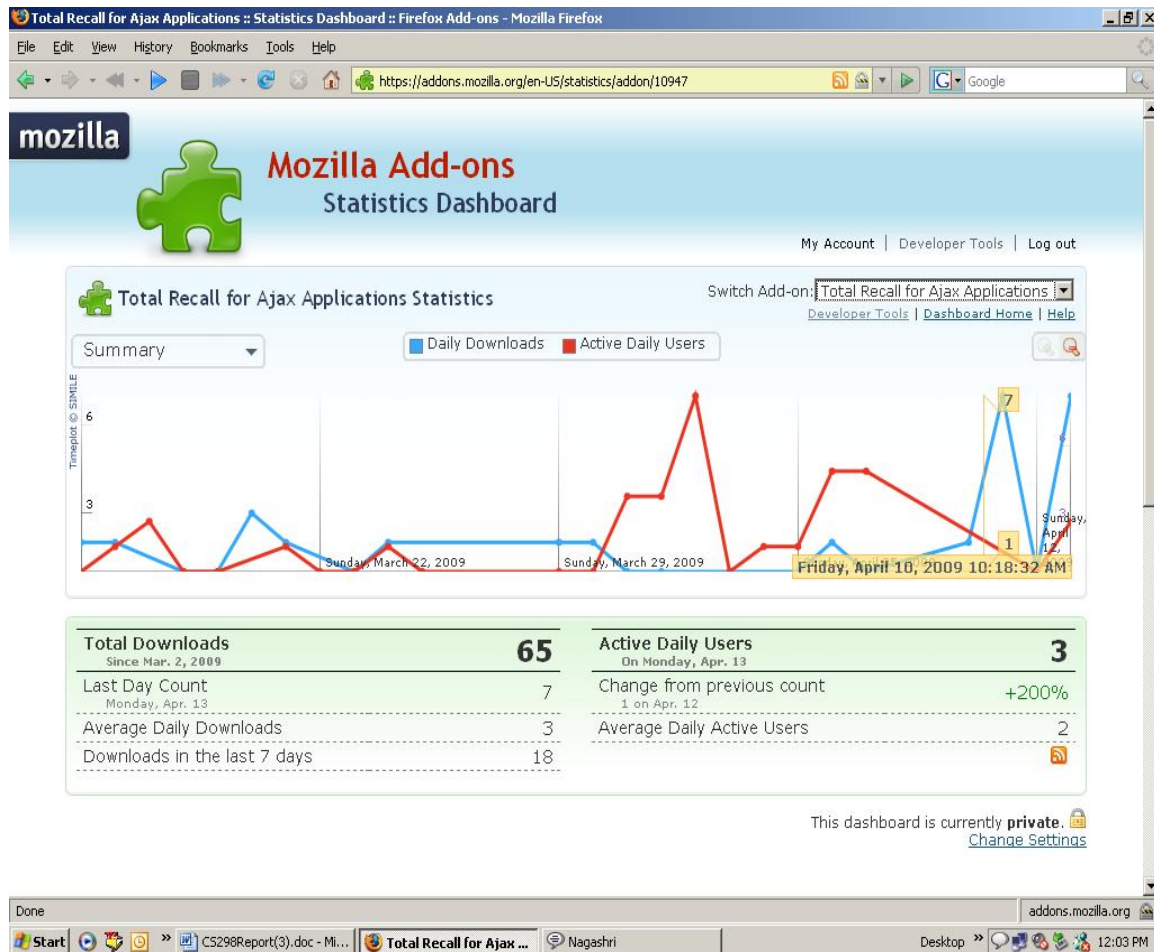 Total Recall for Ajax Applications :: Statistics Dashboard :: Firefox Add-ons - Mozilla Firefox
File Edit View History Bookmarks Tools Help
https://addons.mozilla.org/en-US/statistics/addon/10947
G Google
mozilla
Mozilla Add-ons
Statistics Dashboard
My Account | Developer Tools | Log out
Total Recall for Ajax Applications Statistics
Switch Add-on: Total Recall for Ajax Applications
Developer Tools | Dashboard Home | Help
Summary
Daily Downloads Active Daily Users
Timeplot © SIMILE
6
3
7
1
Sunday, March 22, 2009
Sunday, March 29, 2009
Sunday, April 12,
Friday, April 10, 2009 10:18:32 AM
Total Downloads 65
Since Mar. 2, 2009
Last Day Count 7
Monday, Apr. 13
Average Daily Downloads 3
Downloads in the last 7 days 18
Active Daily Users 3
On Monday, Apr. 13
Change from previous count +200%
1 on Apr. 12
Average Daily Active Users 2
This dashboard is currently private.
Change Settings
Done addons.mozilla.org
Start » CS298Report(3).doc - Mi... Total Recall for Ajax ... Nagashri Desktop » 12:03 PM